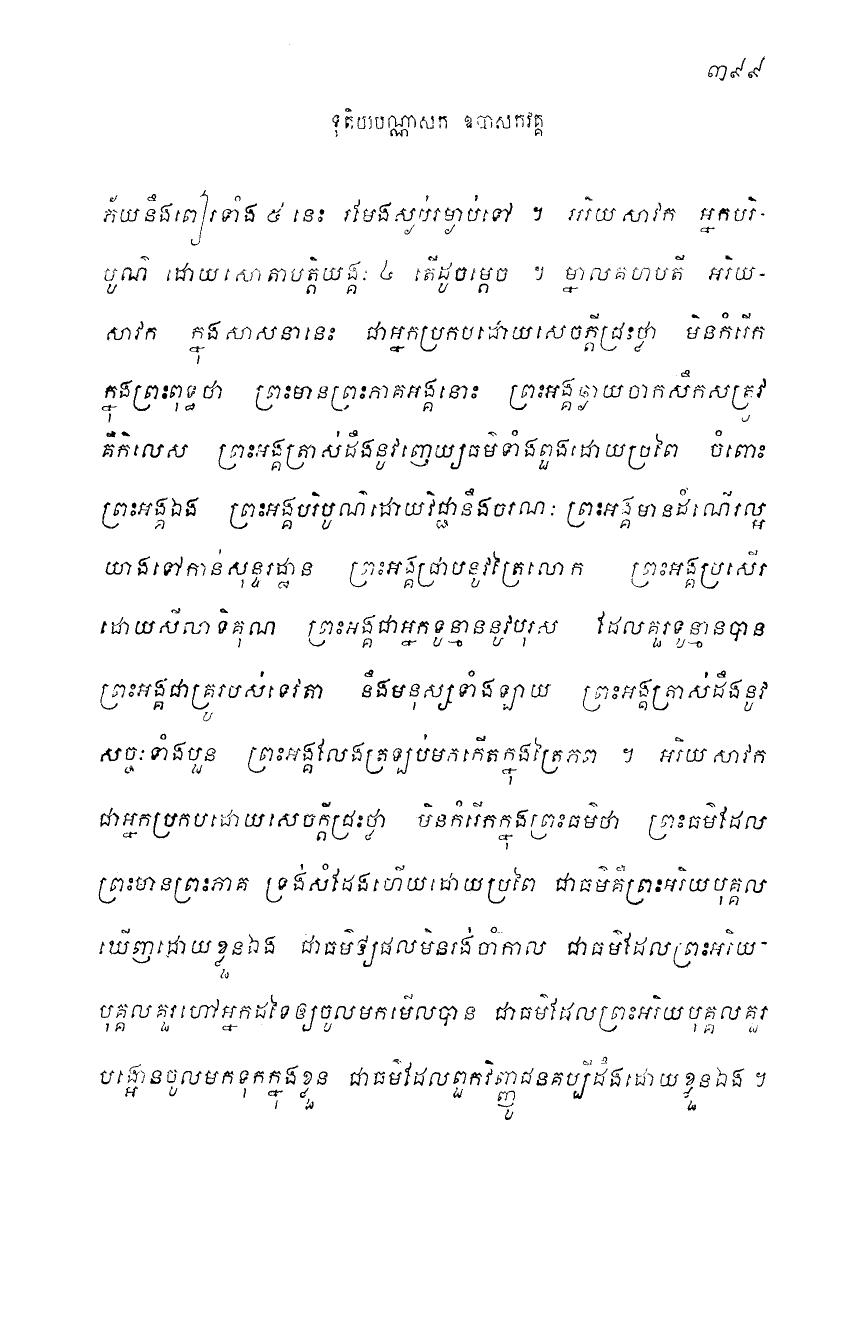 ៣៩៩
ទុតិយបណ្ណាសក ឧបាសកវគ្គ
ភ័យនឹងពៀរទាំង ៥ នេះ រមែងស្ងប់រម្ងាប់ទៅ ។ អរិយសាវក អ្នកបរិ-
បូណ៌ ដោយសោតាបត្តិយង្គៈ ៤ តើដូចម្តេច ។ ម្នាលគហបតី អរិយ-
សាវក ក្នុងសាសនានេះ ជាអ្នកប្រកបដោយសេចក្តីជ្រះថ្លា មិនកំរើក
ក្នុងព្រះពុទ្ធថា ព្រះមានព្រះភាគអង្គនោះ ព្រះអង្គឆ្ងាយចាកសឹកសត្រូវ
គឺកិលេស ព្រះអង្គត្រាស់ដឹងនូវញេយ្យធម៌ទាំងពួងដោយប្រពៃ ចំពោះ
ព្រះអង្គឯង ព្រះអង្គបរិបូណ៌ដោយវិជ្ជានឹងចរណៈ ព្រះអង្គមានដំណើរល្អ
យាងទៅកាន់សុន្ទរដ្ឋាន ព្រះអង្គជ្រាបនូវត្រៃលោក ព្រះអង្គប្រសើរ
ដោយសីលាទិគុណ ព្រះអង្គជាអ្នកទូន្មាននូវបុរស ដែលគួរទូន្មានបាន
ព្រះអង្គជាគ្រូរបស់ទេវតា នឹងមនុស្សទាំងឡាយ ព្រះអង្គត្រាស់ដឹងនូវ
សច្ចៈទាំងបួន ព្រះអង្គលែងត្រឡប់មកកើតក្នុងត្រៃភព ។ អរិយសាវក
ជាអ្នកប្រកបដោយសេចក្តីជ្រះថ្លា មិនកំរើកក្នុងព្រះធម៌ថា ព្រះធម៌ដែល
ព្រះមានព្រះភាគ ទ្រង់សំដែងហើយដោយប្រពៃ ជាធម៌គឺព្រះអរិយបុគ្គល
ឃើញដោយខ្លួនឯង ជាធម៌ឲ្យផលមិនរង់ចាំកាល ជាធម៌ដែលព្រះអរិយ-
បុគ្គលគួរហៅអ្នកដទៃឲ្យចូលមកមើលបាន ជាធម៌ដែលព្រះអរិយបុគ្គលគួរ
បង្អោនចូលមកទុកក្នុងខ្លួន ជាធម៌ដែលពួកវិញ្ញូជនគប្បីដឹងដោយខ្លួនឯង ។